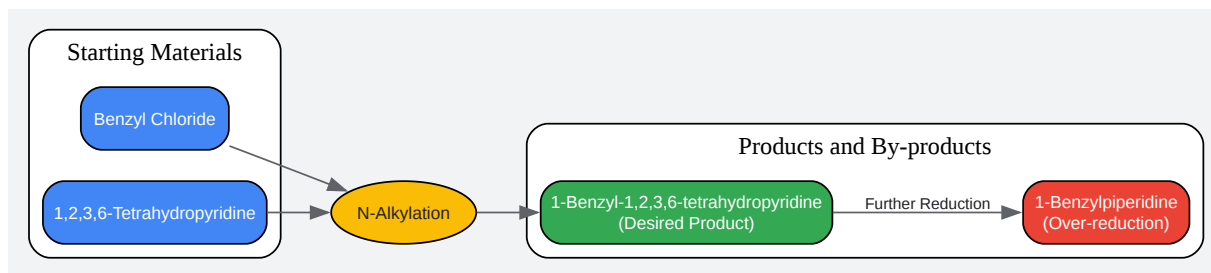 Starting Materials
Benzyl Chloride
1,2,3,6-Tetrahydropyridine
N-Alkylation
Products and By-products
1-Benzyl-1,2,3,6-tetrahydropyridine
(Desired Product)
Further Reduction
1-Benzylpiperidine
(Over-reduction)